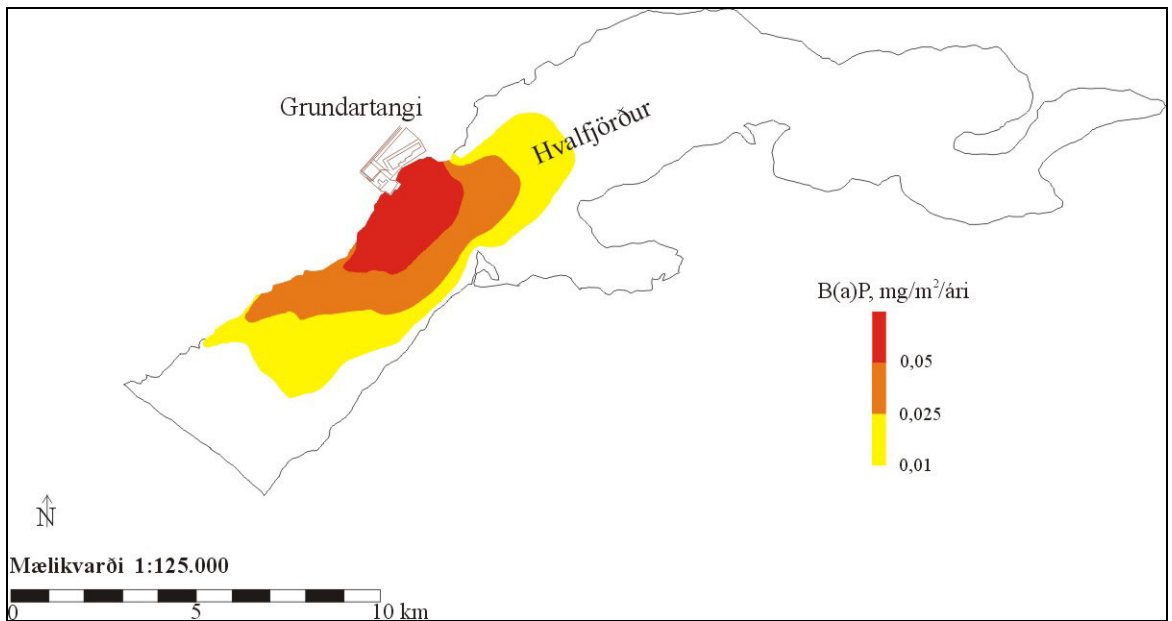 Grundartangi
Hvalfjörður
B(a)P, mg/m²/ári
0,05
0,025
0,01
N
Mælikvarði 1:125.000
0 5 10 km